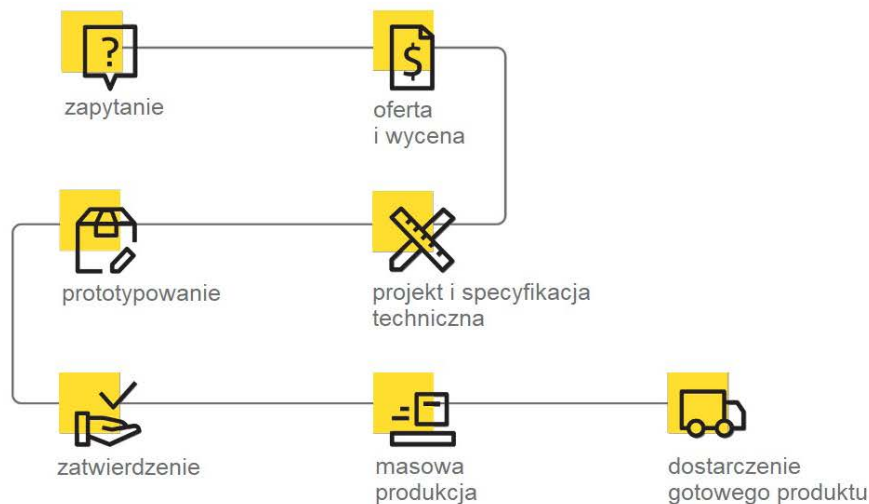 ?
$
zapytanie
oferta
i wycena
prototypowanie
projekt i specyfikacja
techniczna
zatwierdzenie
masowa
produkcja
dostarczenie
gotowego produktu